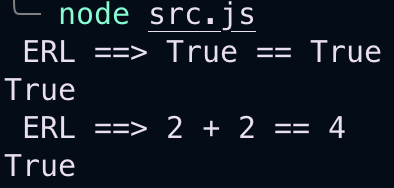 node src.js
ERL ==> True == True
True
ERL ==> 2 + 2 == 4
True